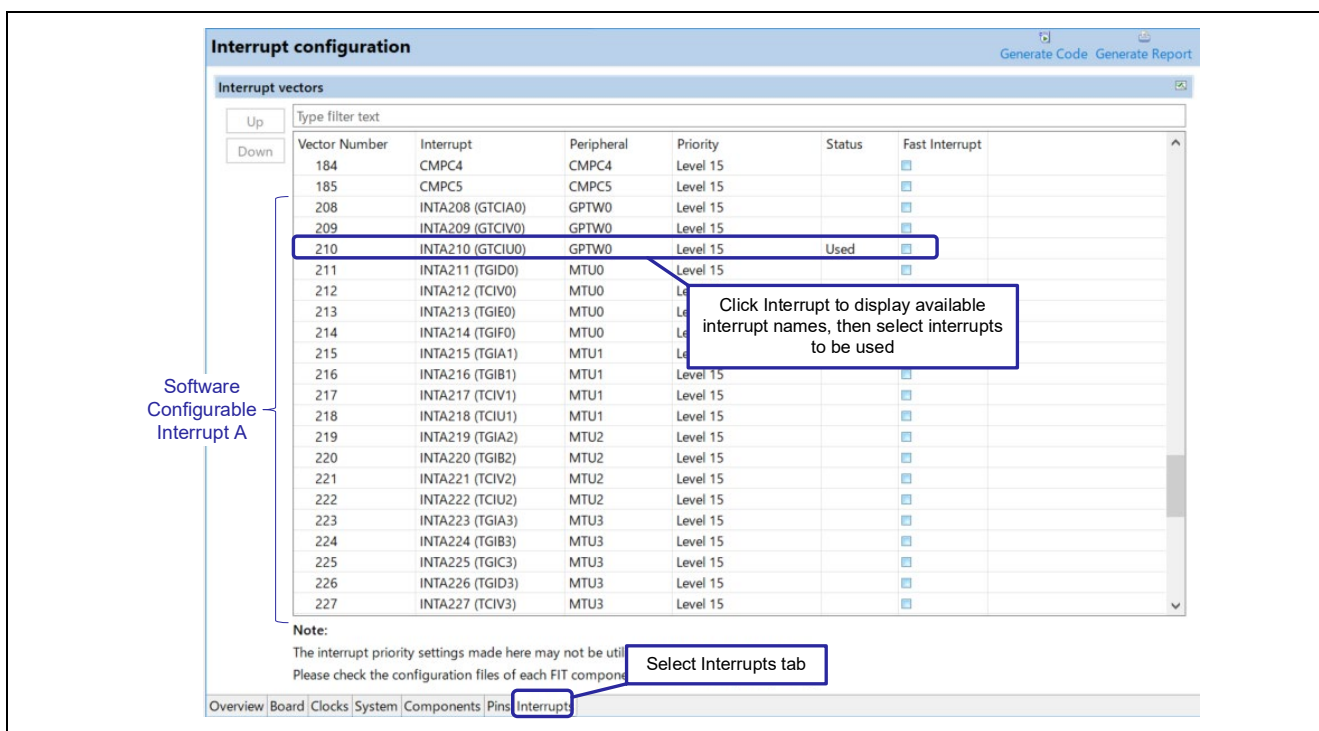 Interrupt configuration
Generate Code Generate Report
Interrupt vectors
Up
Down
Type filter text
Vector Number Interrupt Peripheral Priority Status Fast Interrupt
184 CMPC4 CMPC4 Level 15
185 CMPC5 CMPC5 Level 15
208 INTA208 (GTCIA0) GPTW0 Level 15
209 INTA209 (GTCIV0) GPTW0 Level 15
210 INTA210 (GTCIU0) GPTW0 Level 15 Used
211 INTA211 (TGID0) MTU0 Level 15
212 INTA212 (TCIV0) MTU0
213 INTA213 (TGIE0) MTU0
214 INTA214 (TGIF0) MTU0
215 INTA215 (TGIA1) MTU1
216 INTA216 (TGIB1) MTU1 Level 15
217 INTA217 (TCIV1) MTU1 Level 15
218 INTA218 (TCIU1) MTU1 Level 15
219 INTA219 (TGIA2) MTU2 Level 15
220 INTA220 (TGIB2) MTU2 Level 15
221 INTA221 (TCIV2) MTU2 Level 15
222 INTA222 (TCIU2) MTU2 Level 15
223 INTA223 (TGIA3) MTU3 Level 15
224 INTA224 (TGIB3) MTU3 Level 15
225 INTA225 (TGIC3) MTU3 Level 15
226 INTA226 (TGID3) MTU3 Level 15
227 INTA227 (TCIV3) MTU3 Level 15
Click Interrupt to display available
interrupt names, then select interrupts
to be used
Software
Configurable
Interrupt A
Note:
The interrupt priority settings made here may not be
Please check the configuration files of each FIT
Select Interrupts tab
Overview Board Clocks System Components Pins Interrupts